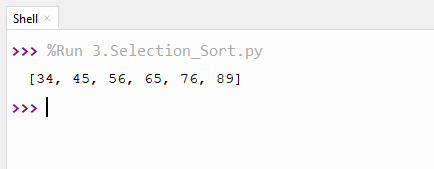 Shell ×
>>> %Run 3.Selection_Sort.py
[34, 45, 56, 65, 76, 89]
>>>